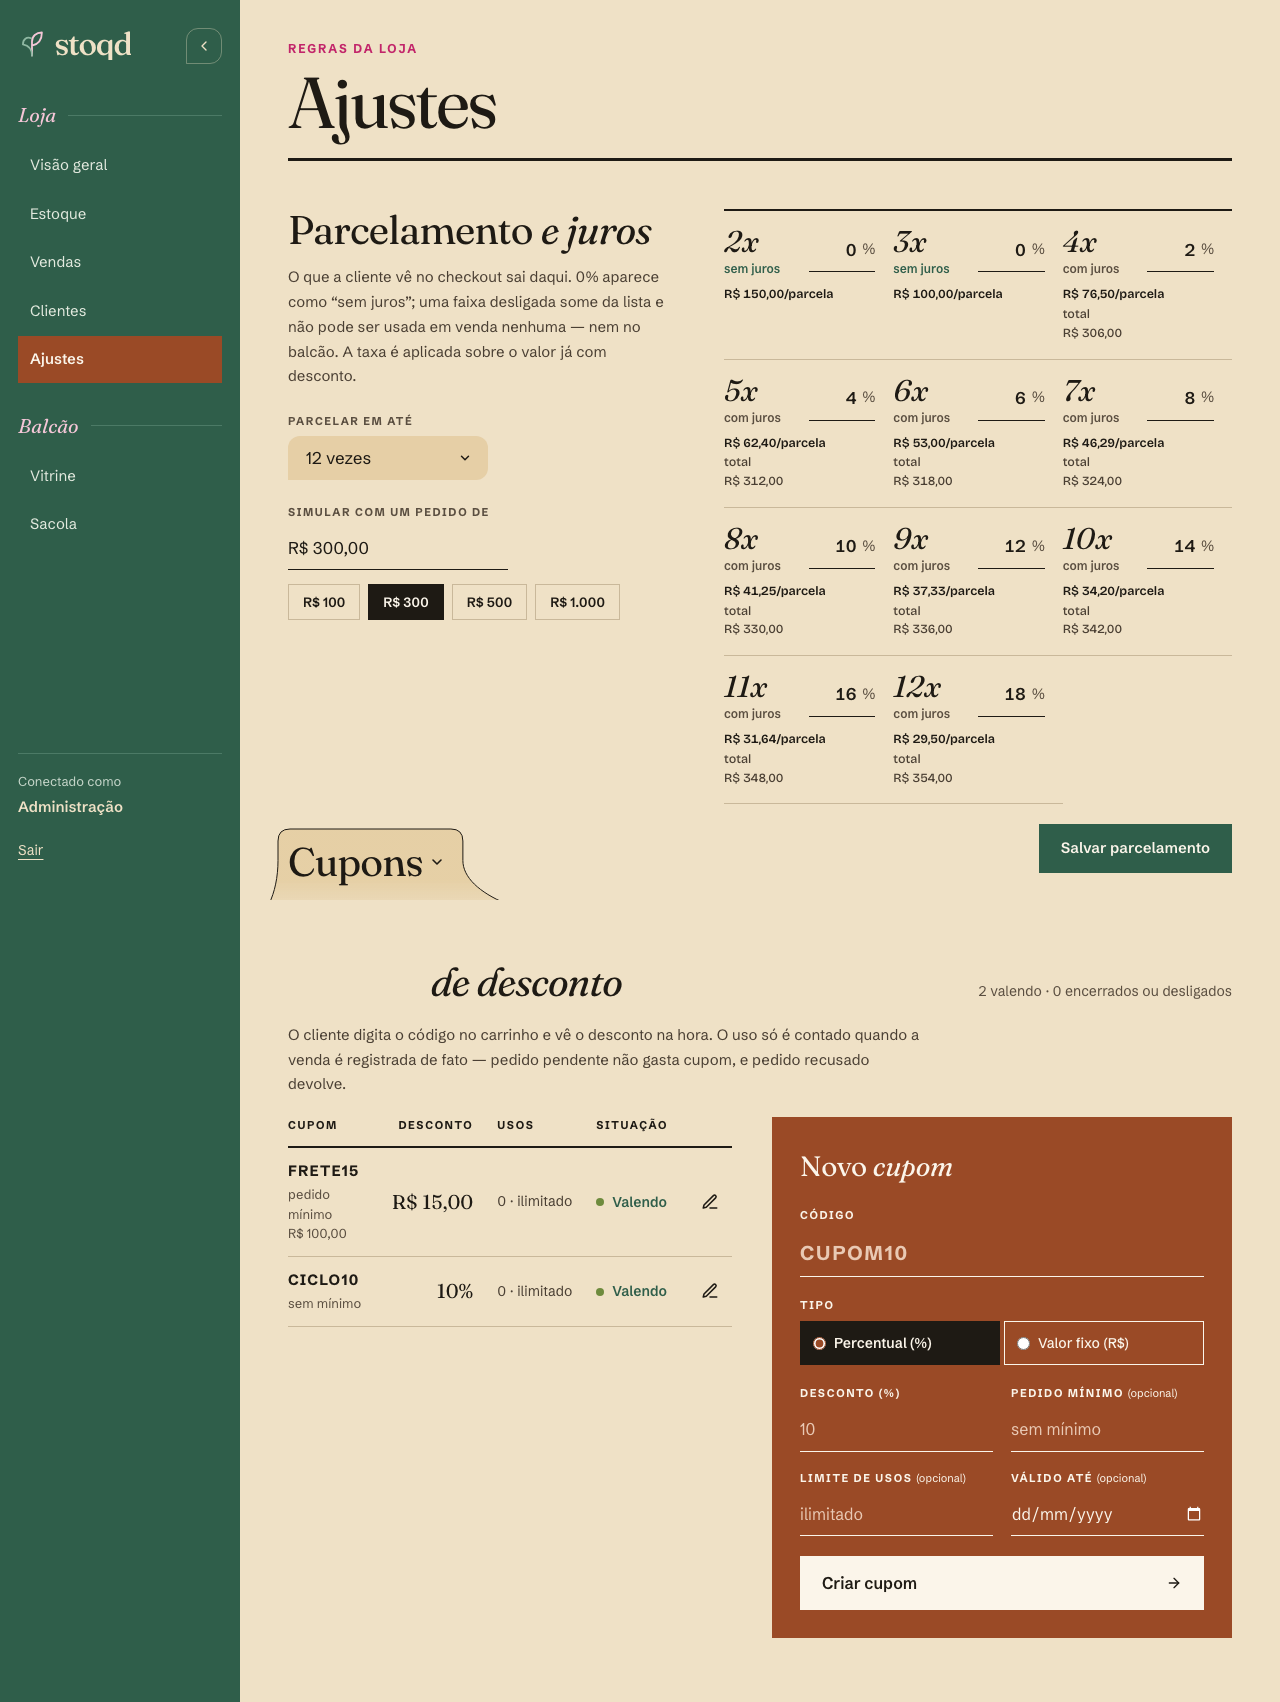 stoqd
Loja
Visão geral
Estoque
Vendas
Clientes
Ajustes
Balcão
Vitrine
Sacola
Conectado como
Administração
Sair
REGRAS DA LOJA
Ajustes
Parcelamento e juros
O que a cliente vê no checkout sai daqui. 0% aparece
como “sem juros”; uma faixa desligada some da lista e
não pode ser usada em venda nenhuma — nem no
balcão. A taxa é aplicada sobre o valor já com
desconto.
PARCELAR EM ATÉ
12 vezes
SIMULAR COM UM PEDIDO DE
R$ 300,00
R$ 100 R$ 300 R$ 500 R$ 1.000
2x 0 % 3x 0 % 4x 2 %
sem juros sem juros com juros
R$ 150,00/parcela R$ 100,00/parcela R$ 76,50/parcela
total
R$ 306,00
5x 4 % 6x 6 % 7x 8 %
com juros com juros com juros
R$ 62,40/parcela R$ 53,00/parcela R$ 46,29/parcela
total total total
R$ 312,00 R$ 318,00 R$ 324,00
8x 10 % 9x 12 % 10x 14 %
com juros com juros com juros
R$ 41,25/parcela R$ 37,33/parcela R$ 34,20/parcela
total total total
R$ 330,00 R$ 336,00 R$ 342,00
11x 16 % 12x 18 %
com juros com juros
R$ 31,64/parcela R$ 29,50/parcela
total total
R$ 348,00 R$ 354,00
Salvar parcelamento
Cupons
de desconto
2 valendo · 0 encerrados ou desligados
O cliente digita o código no carrinho e vê o desconto na hora. O uso só é contado quando a
venda é registrada de fato — pedido pendente não gasta cupom, e pedido recusado
devolve.
CUPOM DESCONTO USOS SITUAÇÃO
FRETE15
pedido
mínimo
R$ 100,00
R$ 15,00 0 · ilimitado Valendo
CICLO10
sem mínimo
10% 0 · ilimitado Valendo
Novo cupom
CÓDIGO
CUPOM10
TIPO
Percentual (%) Valor fixo (R$)
DESCONTO (%) PEDIDO MÍNIMO (opcional)
10 sem mínimo
LIMITE DE USOS (opcional) VÁLIDO ATÉ (opcional)
ilimitado dd/mm/yyyy
Criar cupom